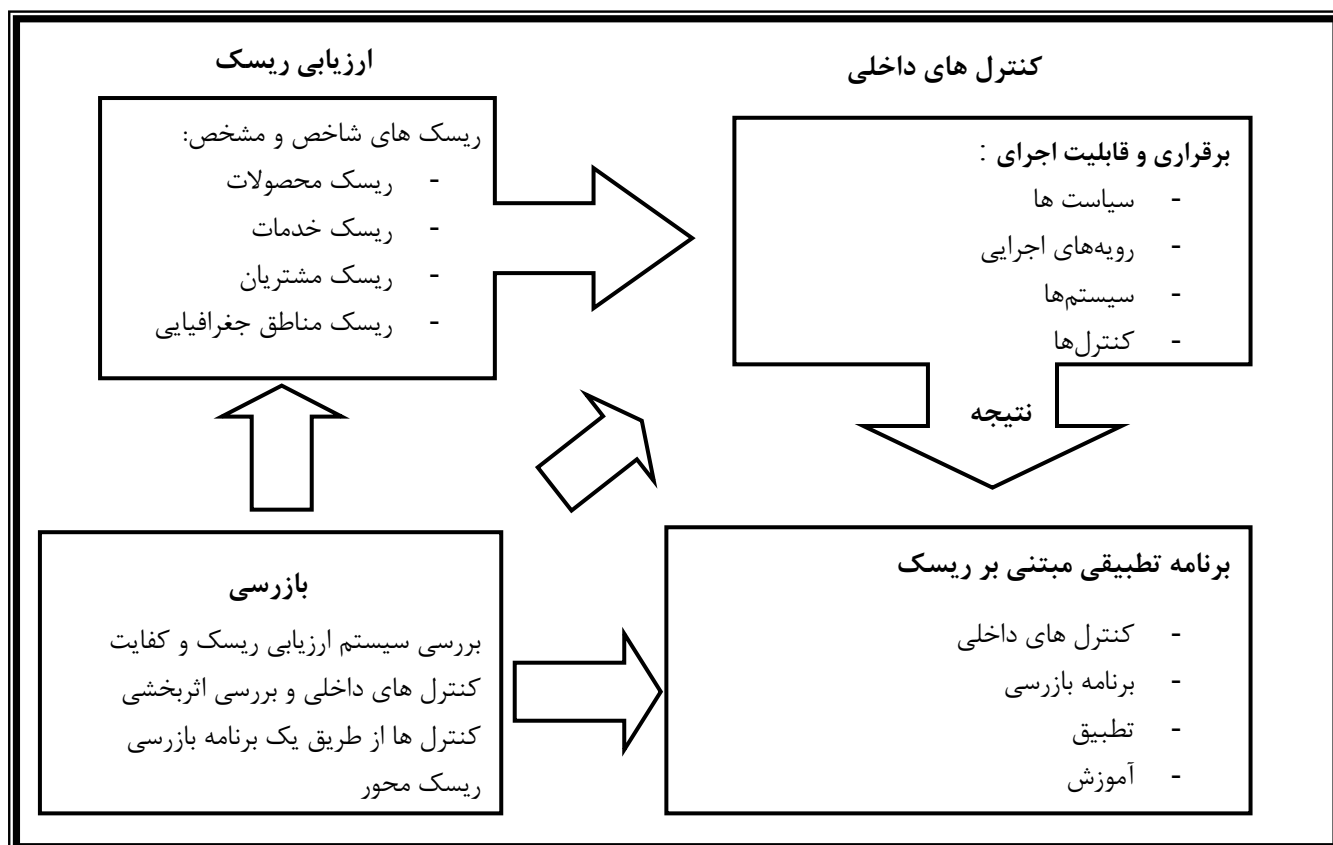 کنترل های داخلی
برقراری و قابلیت اجرای :
- سیاست ها
- رویه‌های اجرایی
- سیستم‌ها
- کنترل‌ها
ارزیابی ریسک
ریسک های شاخص و مشخص:
- ریسک محصولات
- ریسک خدمات
- ریسک مشتریان
- ریسک مناطق جغرافیایی
نتیجه
برنامه تطبیقی مبتنی بر ریسک
- کنترل های داخلی
- برنامه بازرسی
- تطبیق
- آموزش
بازرسی
بررسی سیستم ارزیابی ریسک و کفایت
کنترل های داخلی و بررسی اثربخشی
کنترل ها از طریق یک برنامه بازرسی
ریسک محور